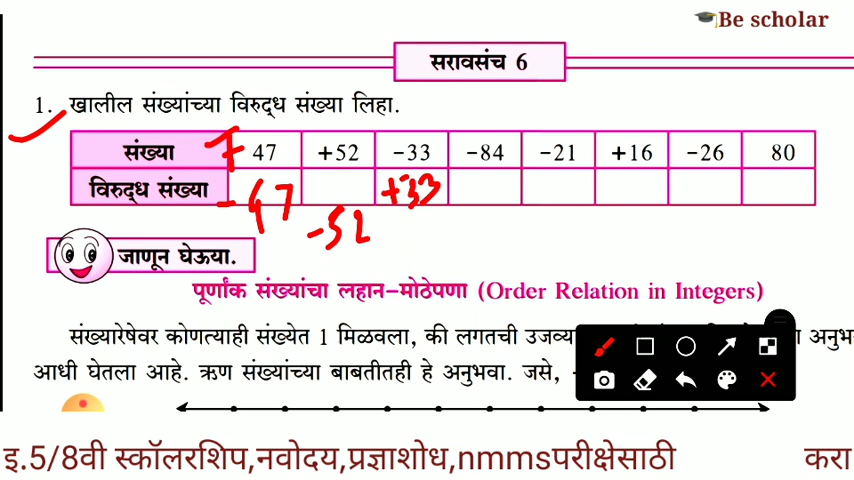 Be scholar
सरावसंच 6
1. खालील संख्यांच्या विरुद्ध संख्या लिहा.
संख्या + 47 +52 -33 -84 -21 +16 -26 80
विरुद्ध संख्या -47 -52 +33
जाणून घेऊया.
पूर्णांक संख्यांचा लहान-मोठेपणा (Order Relation in Integers)
संख्यारेषेवर कोणत्याही संख्येत 1 मिळवला, की लगतची उजव्या
आधी घेतला आहे. ऋण संख्यांच्या बाबतीतही हे अनुभवा. जसे,
इ.5/8वी स्कॉलरशिप,नवोदय,प्रज्ञाशोध,nmmsपरीक्षेसाठी करा